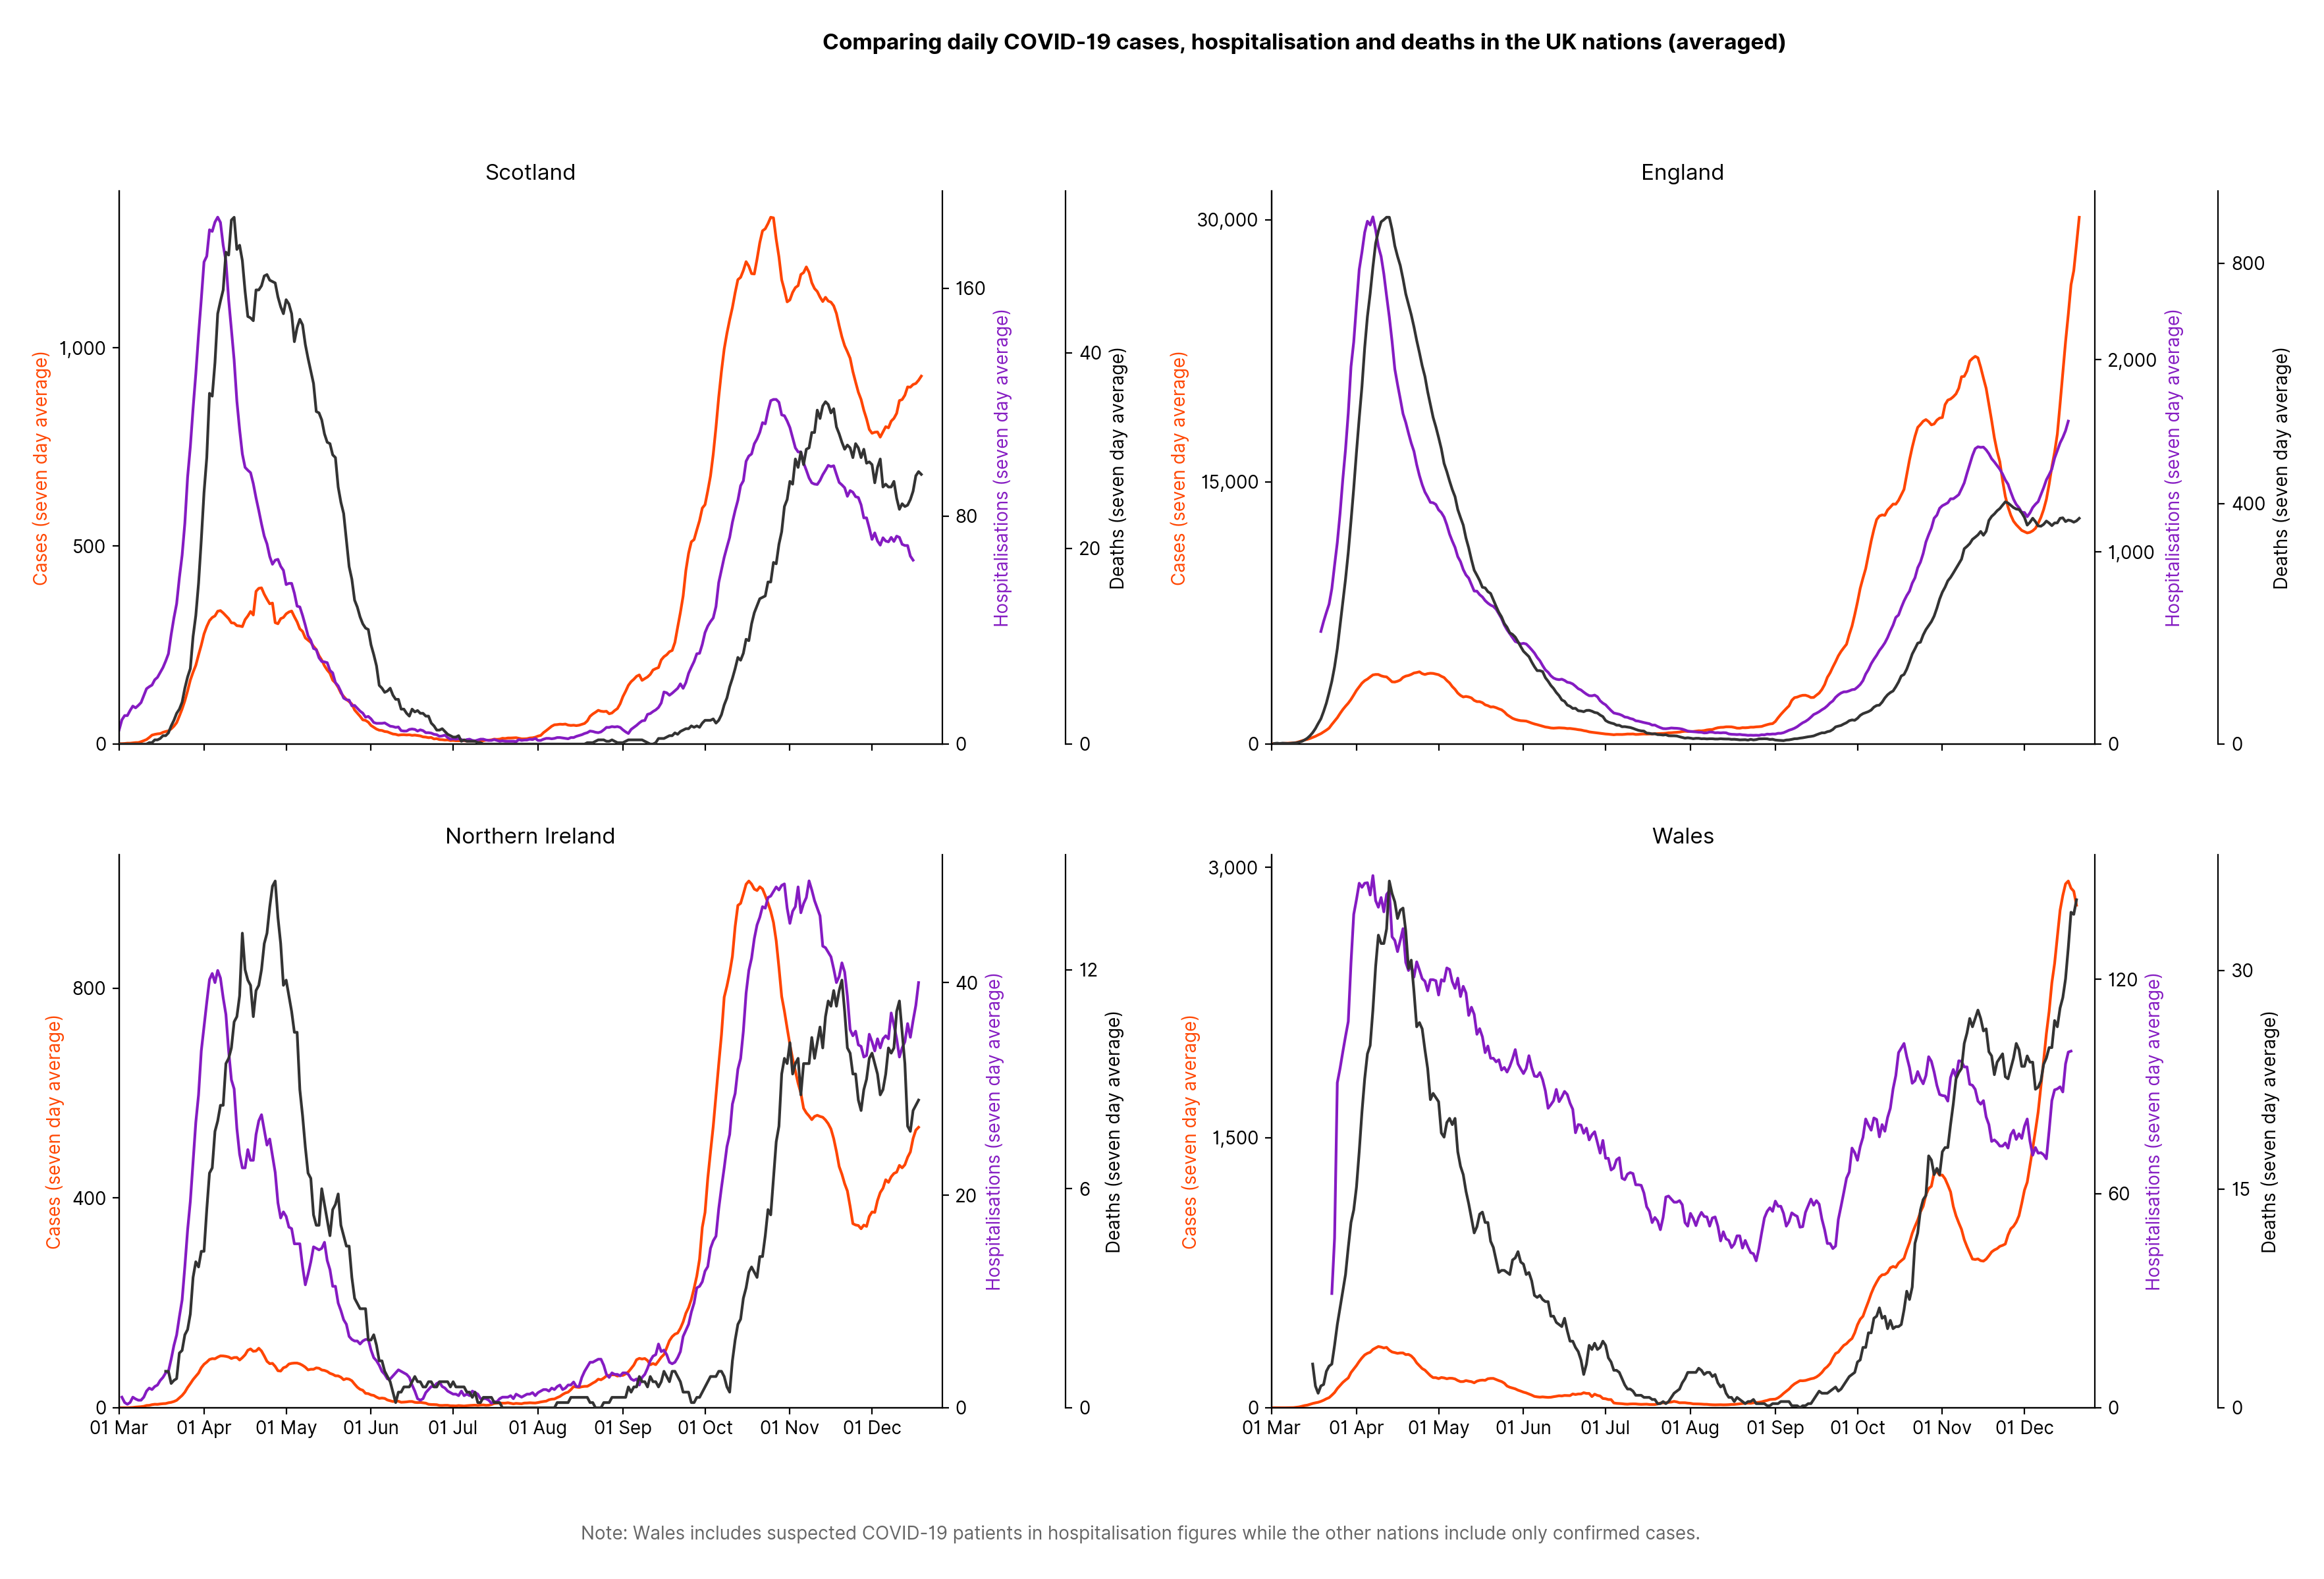 Comparing daily COVID-19 cases, hospitalisation and deaths in the UK nations (averaged)
Scotland
Cases (seven day average)
1,000
500
0
160
80
0
Hospitalisations (seven day average)
40
20
0
Deaths (seven day average)
England
Cases (seven day average)
30,000
15,000
0
2,000
1,000
0
Hospitalisations (seven day average)
800
400
0
Deaths (seven day average)
Northern Ireland
Cases (seven day average)
800
400
0
40
20
0
Hospitalisations (seven day average)
12
6
0
Deaths (seven day average)
01 Mar 01 Apr 01 May 01 Jun 01 Jul 01 Aug 01 Sep 01 Oct 01 Nov 01 Dec
Wales
Cases (seven day average)
3,000
1,500
0
120
60
0
Hospitalisations (seven day average)
30
15
0
Deaths (seven day average)
01 Mar 01 Apr 01 May 01 Jun 01 Jul 01 Aug 01 Sep 01 Oct 01 Nov 01 Dec
Note: Wales includes suspected COVID-19 patients in hospitalisation figures while the other nations include only confirmed cases.